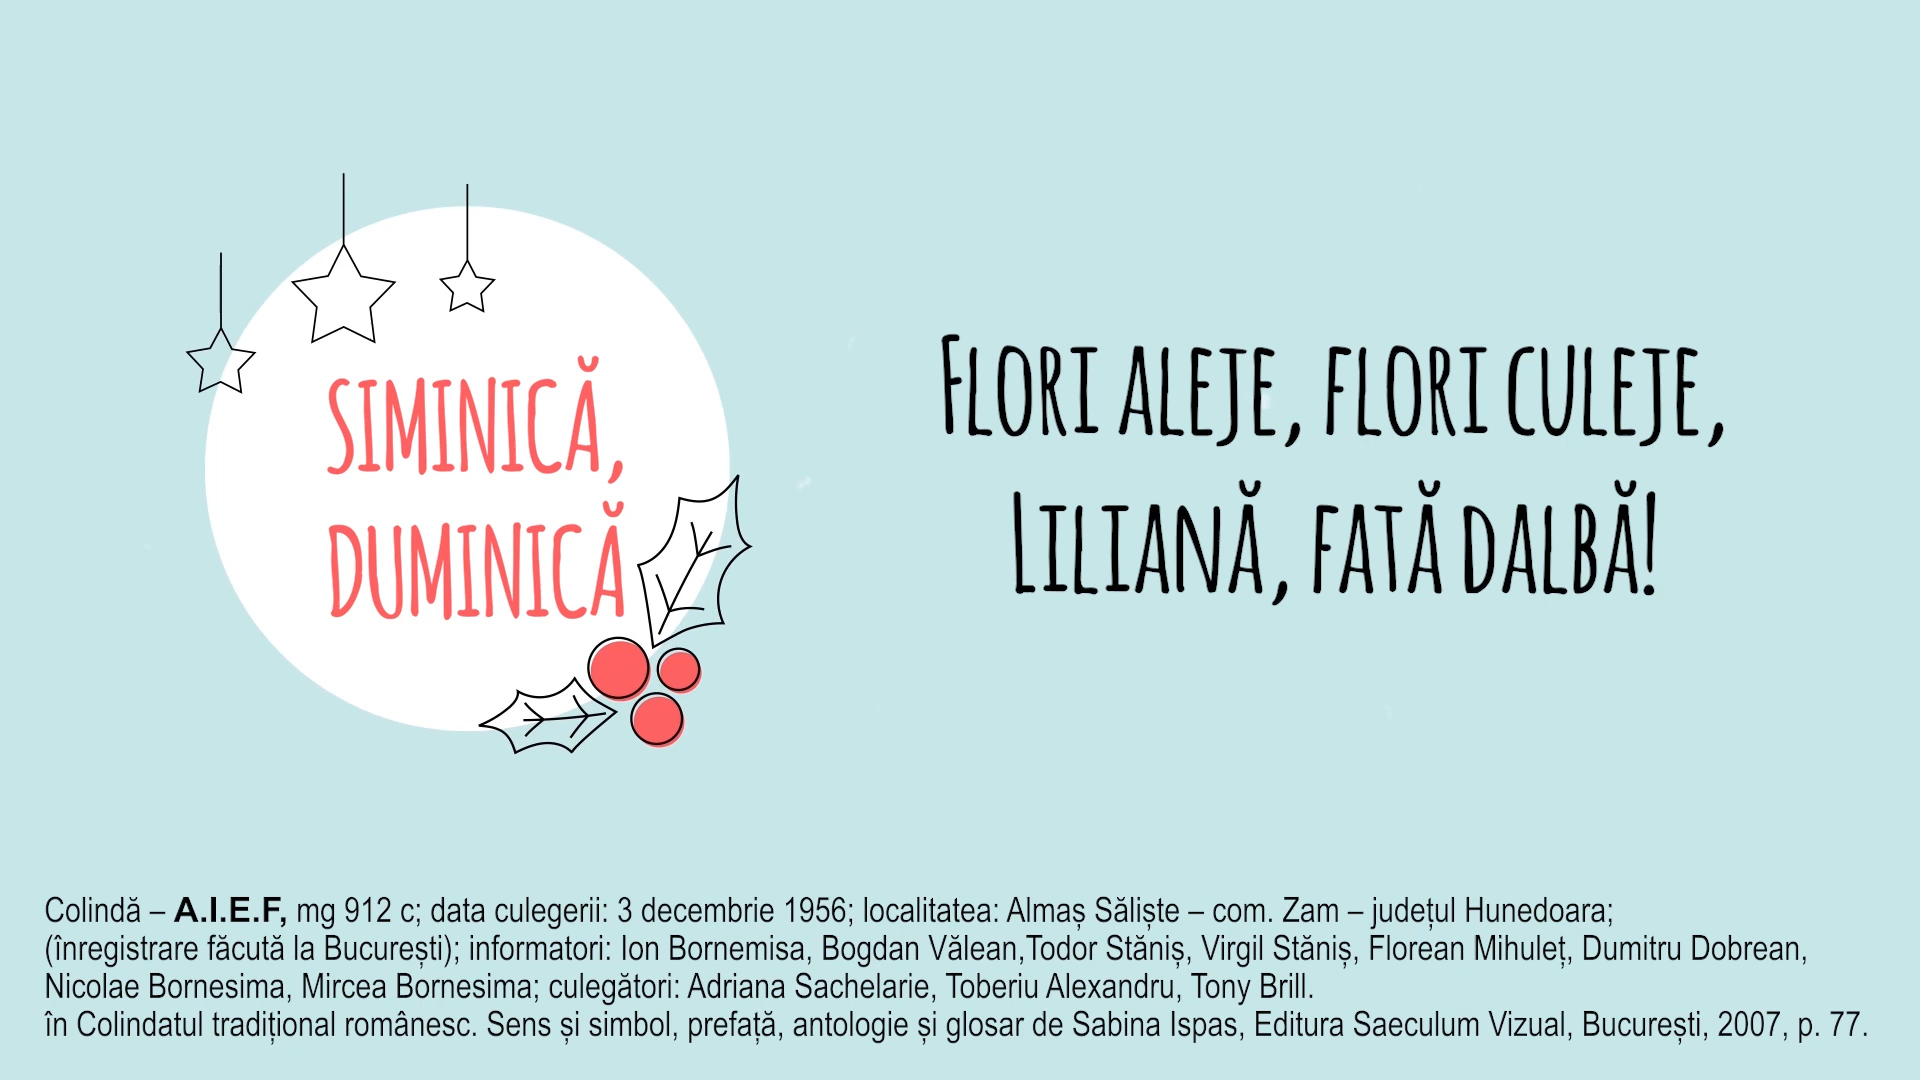 SIMINICĂ,
DUMINICĂ
FLORI ALEJE, FLORI CULEJE,
LILIANĂ, FATĂ DALBĂ!
Colindă – A.I.E.F, mg 912 c; data culegerii: 3 decembrie 1956; localitatea: Almaș Săliște – com. Zam – județul Hunedoara;
(înregistrare făcută la București); informatori: Ion Bornemisa, Bogdan Vălean,Todor Stăniș, Virgil Stăniș, Florean Mihuleț, Dumitru Dobrean,
Nicolae Bornesima, Mircea Bornesima; culegători: Adriana Sachelarie, Toberiu Alexandru, Tony Brill.
în Colindatul tradițional românesc. Sens și simbol, prefață, antologie și glosar de Sabina Ispas, Editura Saeculum Vizual, București, 2007, p. 77.